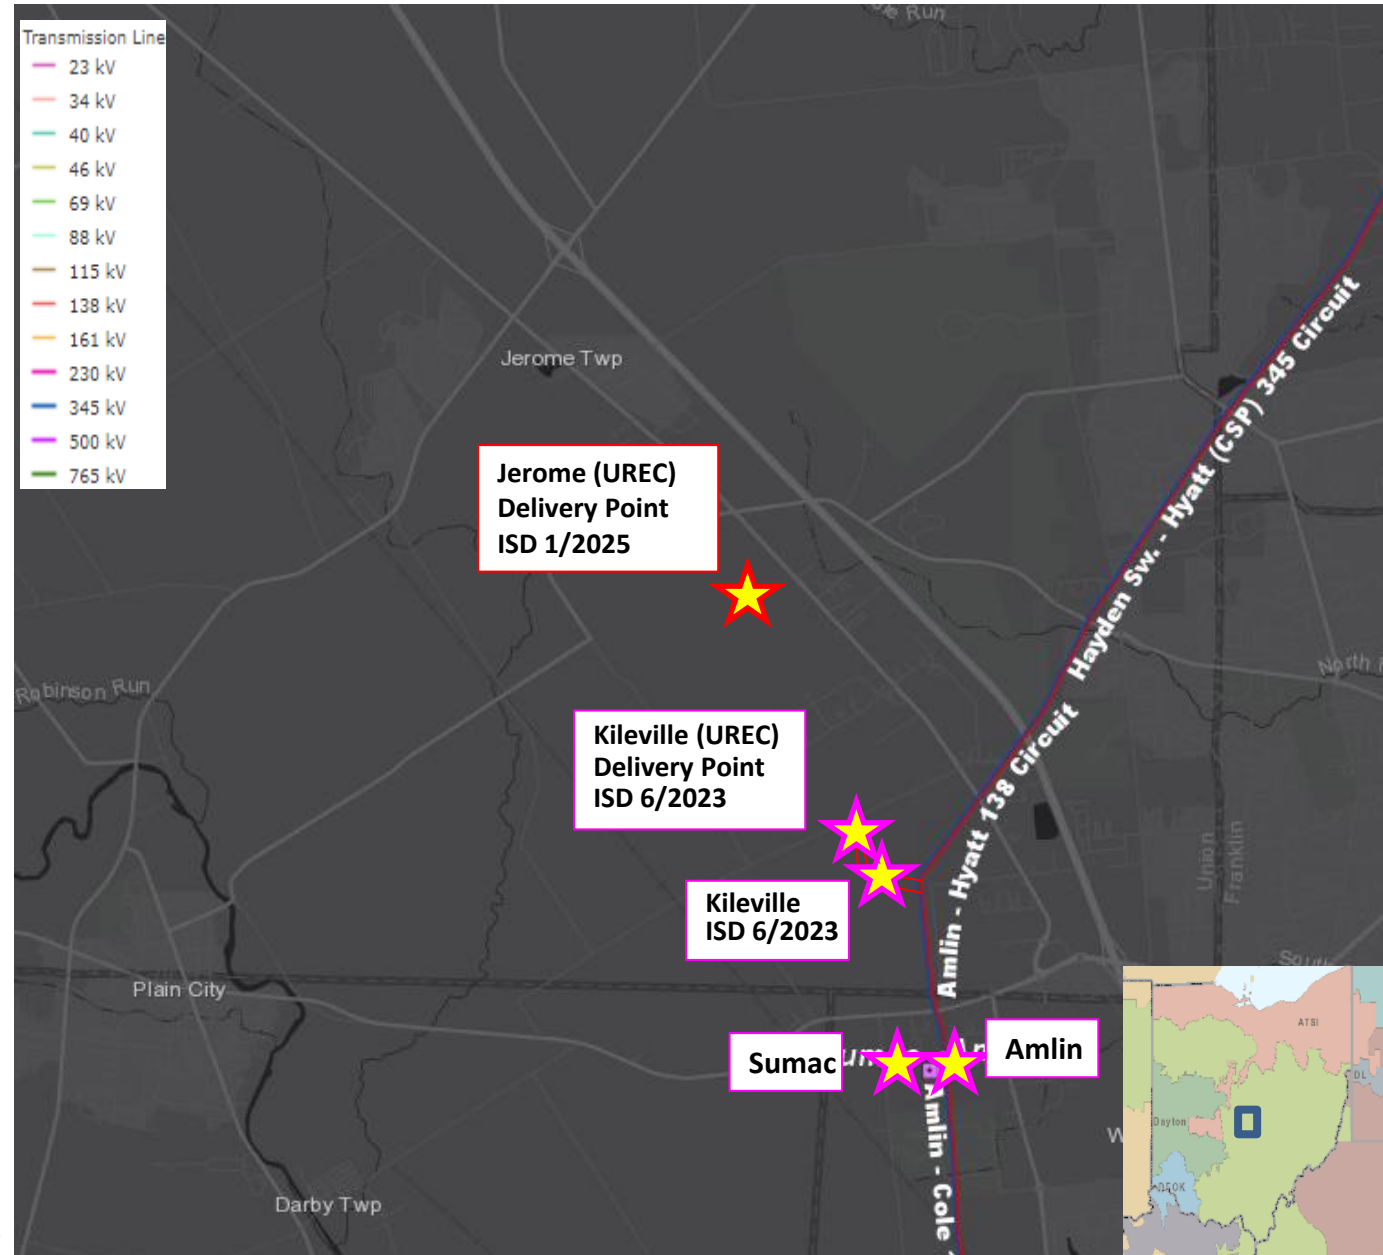 Transmission Line
23 kV
34 kV
40 kV
46 kV
69 kV
88 kV
115 kV
138 kV
161 kV
230 kV
345 kV
500 kV
765 kV
Run
Jerome Twp
Hayden Sw. - Hyatt (CSP) 345 Circuit
Jerome (UREC)
Delivery Point
ISD 1/2025
Robinson Run
North
Kileville (UREC)
Delivery Point
ISD 6/2023
Amlin - Hyatt 138 Circuit
Union
Franklin
Kileville
ISD 6/2023
Plain City
Sumac
Amlin
Amlin - Cole
Darby Twp
ATSI
DL
Dayton
DEOK